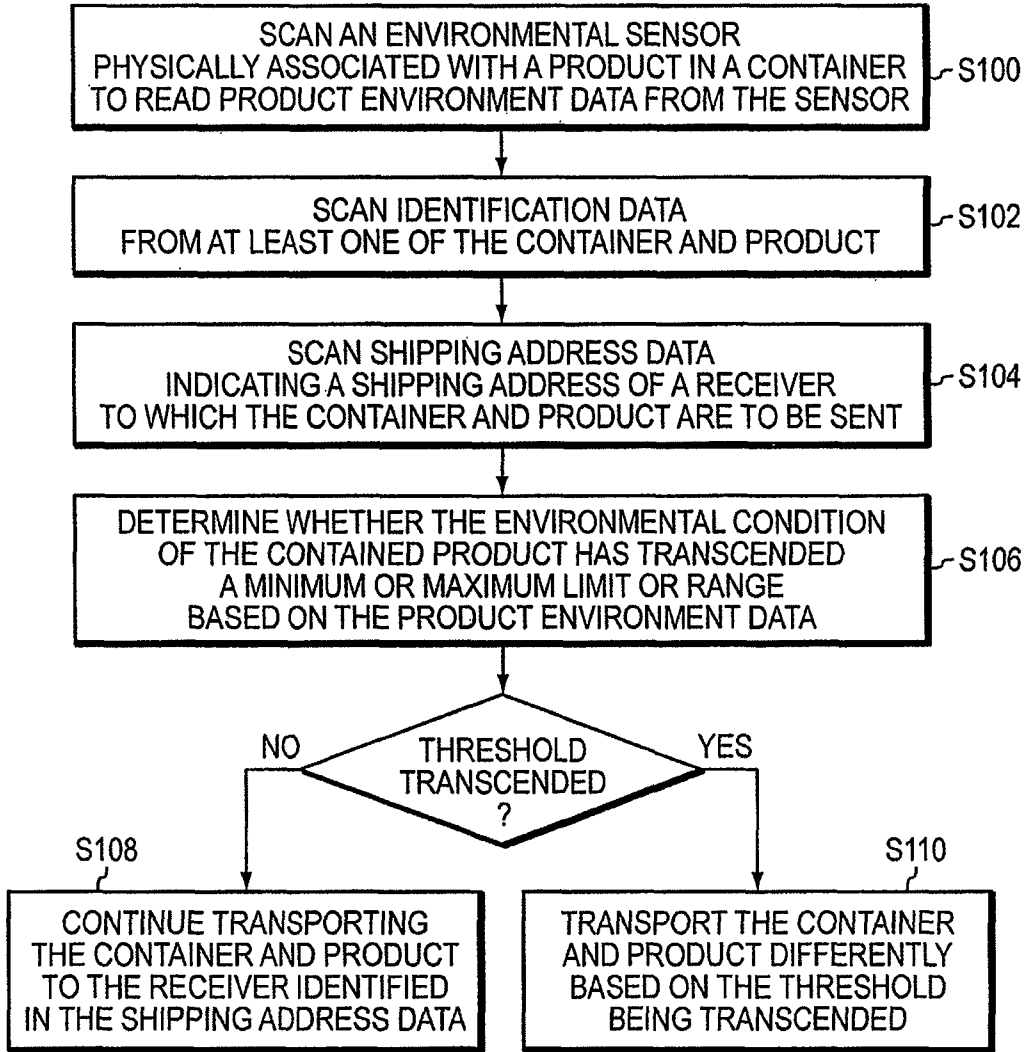 SCAN AN ENVIRONMENTAL SENSOR
PHYSICALLY ASSOCIATED WITH A PRODUCT IN A CONTAINER
TO READ PRODUCT ENVIRONMENT DATA FROM THE SENSOR
S100
SCAN IDENTIFICATION DATA
FROM AT LEAST ONE OF THE CONTAINER AND PRODUCT
S102
SCAN SHIPPING ADDRESS DATA
INDICATING A SHIPPING ADDRESS OF A RECEIVER
TO WHICH THE CONTAINER AND PRODUCT ARE TO BE SENT
S104
DETERMINE WHETHER THE ENVIRONMENTAL CONDITION
OF THE CONTAINED PRODUCT HAS TRANSCENDED
A MINIMUM OR MAXIMUM LIMIT OR RANGE
BASED ON THE PRODUCT ENVIRONMENT DATA
S106
NO
THRESHOLD
TRANSCENDED
?
YES
S108
CONTINUE TRANSPORTING
THE CONTAINER AND PRODUCT
TO THE RECEIVER IDENTIFIED
IN THE SHIPPING ADDRESS DATA
S110
TRANSPORT THE CONTAINER
AND PRODUCT DIFFERENTLY
BASED ON THE THRESHOLD
BEING TRANSCENDED